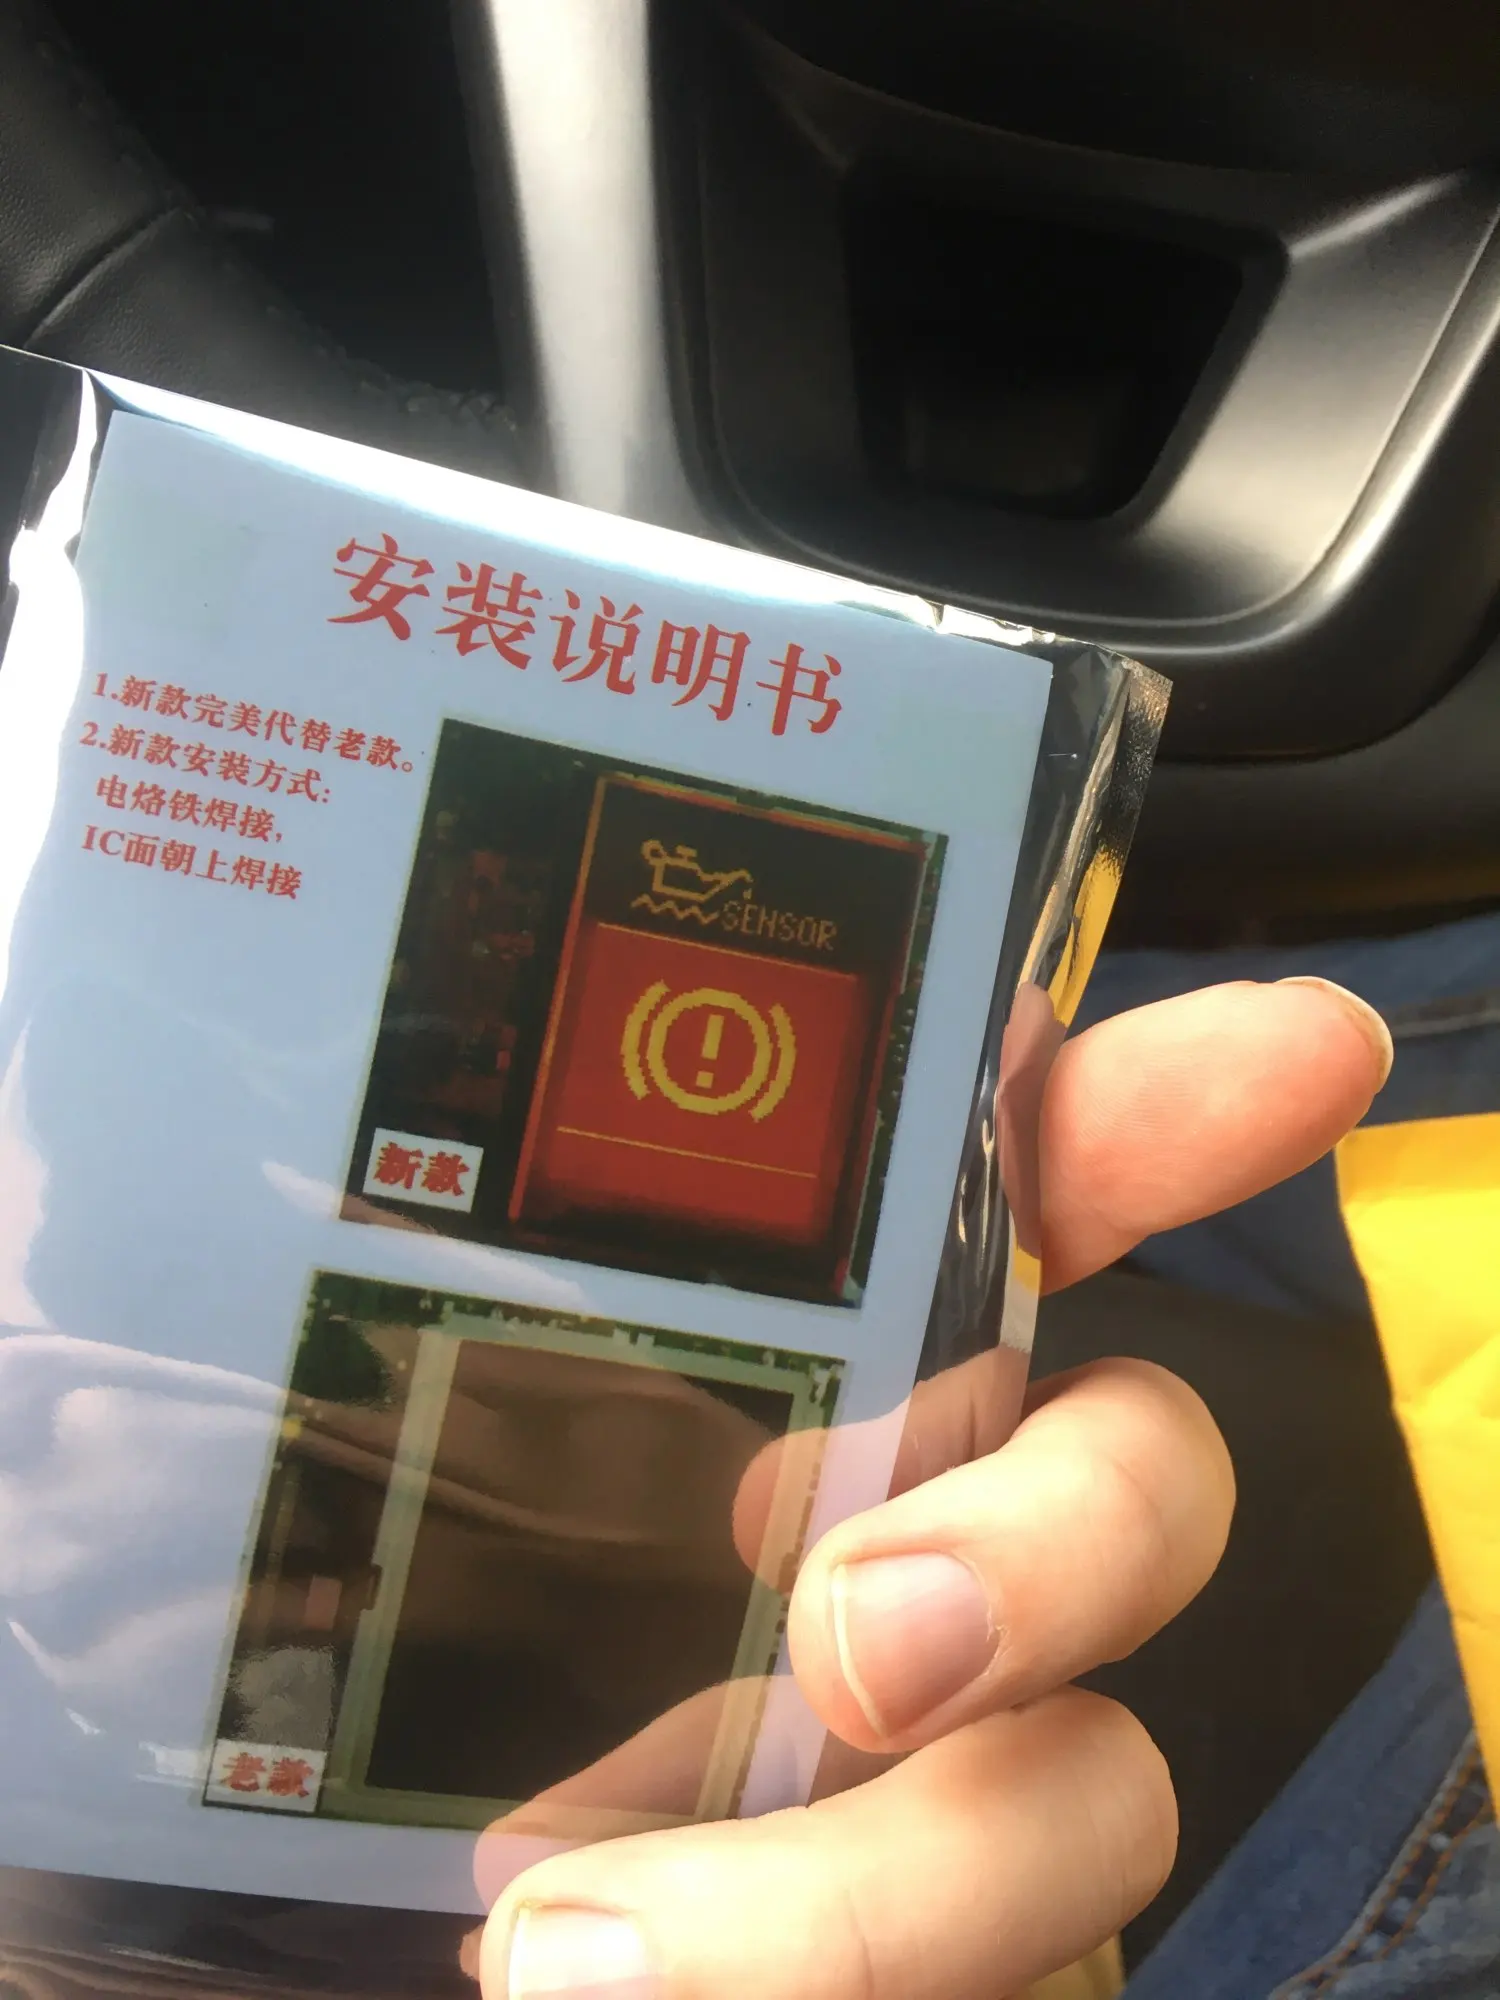 安装说明书
1.新款完美代替老款。
2.新款安装方式:
电烙铁焊接,
IC面朝上焊接
SENSOR
新款
老款